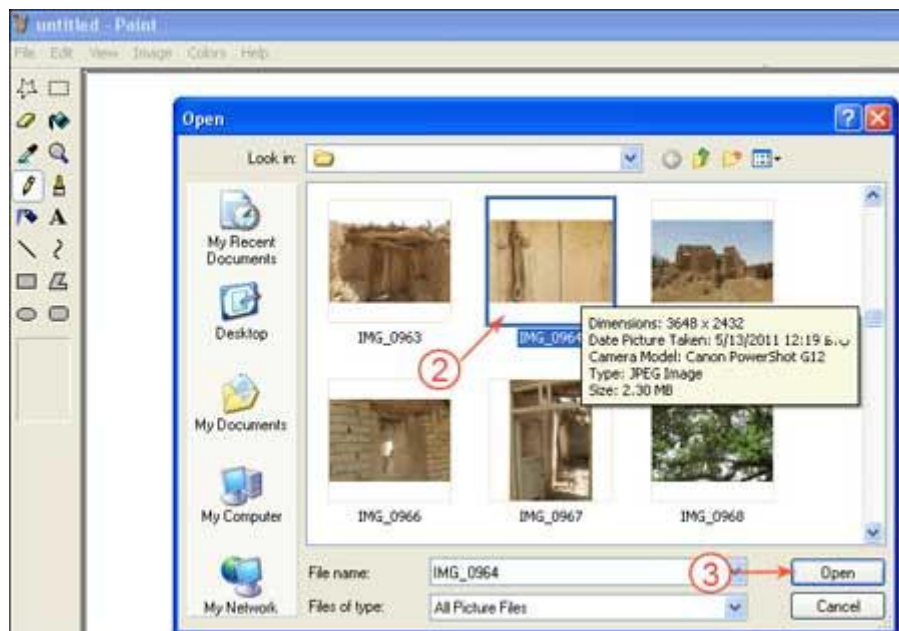 untitled - Paint
File Edit View Image Colors Help
Open
Look in:
My Recent Documents
Desktop
My Documents
My Computer
My Network
IMG_0963
IMG_0964
IMG_0966
IMG_0967
IMG_0968
Dimensions: 3648 x 2432
Date Picture Taken: 5/13/2011 12:19 ب.ظ
Camera Model: Canon PowerShot G12
Type: JPEG Image
Size: 2.30 MB
2
File name:
IMG_0964
3
Open
Files of type:
All Picture Files
Cancel